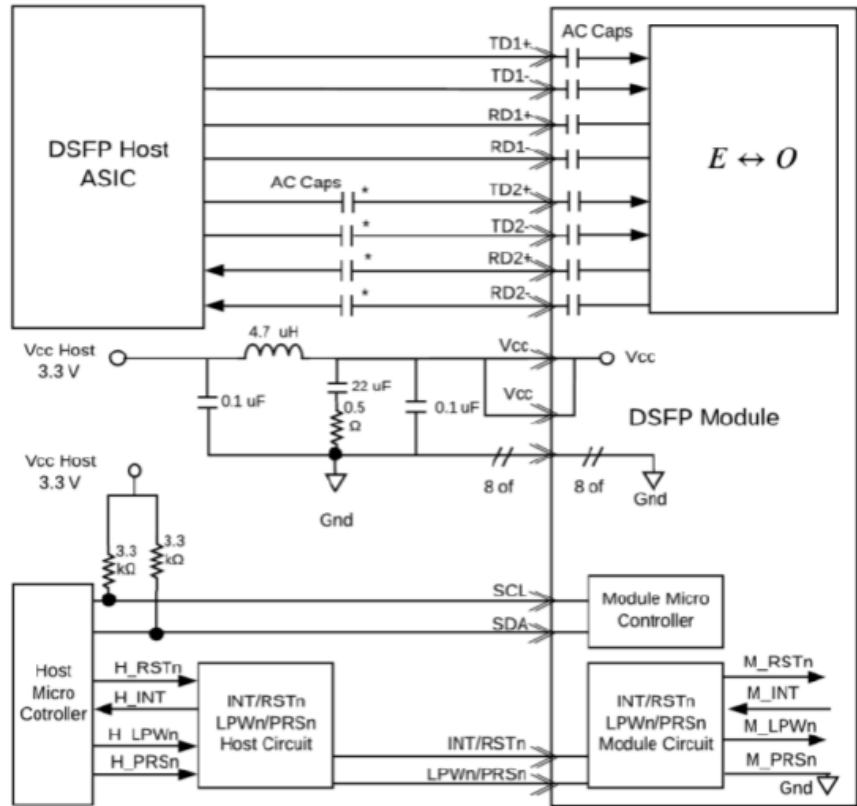 TD1+
AC Caps
TD1-
RD1+
DSFP Host
ASIC
RD1-
E ↔ O
AC Caps
*
TD2+
*
TD2-
*
RD2+
*
RD2-
4.7 uH
Vcc Host
3.3 V
Vcc
Vcc
0.1 uF
22 uF
0.5
Ω
0.1 uF
Vcc
DSFP Module
Vcc Host
3.3 V
8 of
8 of
Gnd
Gnd
3.3
kΩ
3.3
kΩ
SCL
SDA
Module Micro
Controller
Host
Micro
Cotroller
H_RSTn
H_INT
H_LPWn
H_PRSn
INT/RSTn
LPWn/PRSn
Host Circuit
INT/RSTn
LPWn/PRSn
INT/RSTn
LPWn/PRSn
Module Circuit
M_RSTn
M_INT
M_LPWn
M_PRSn
Gnd